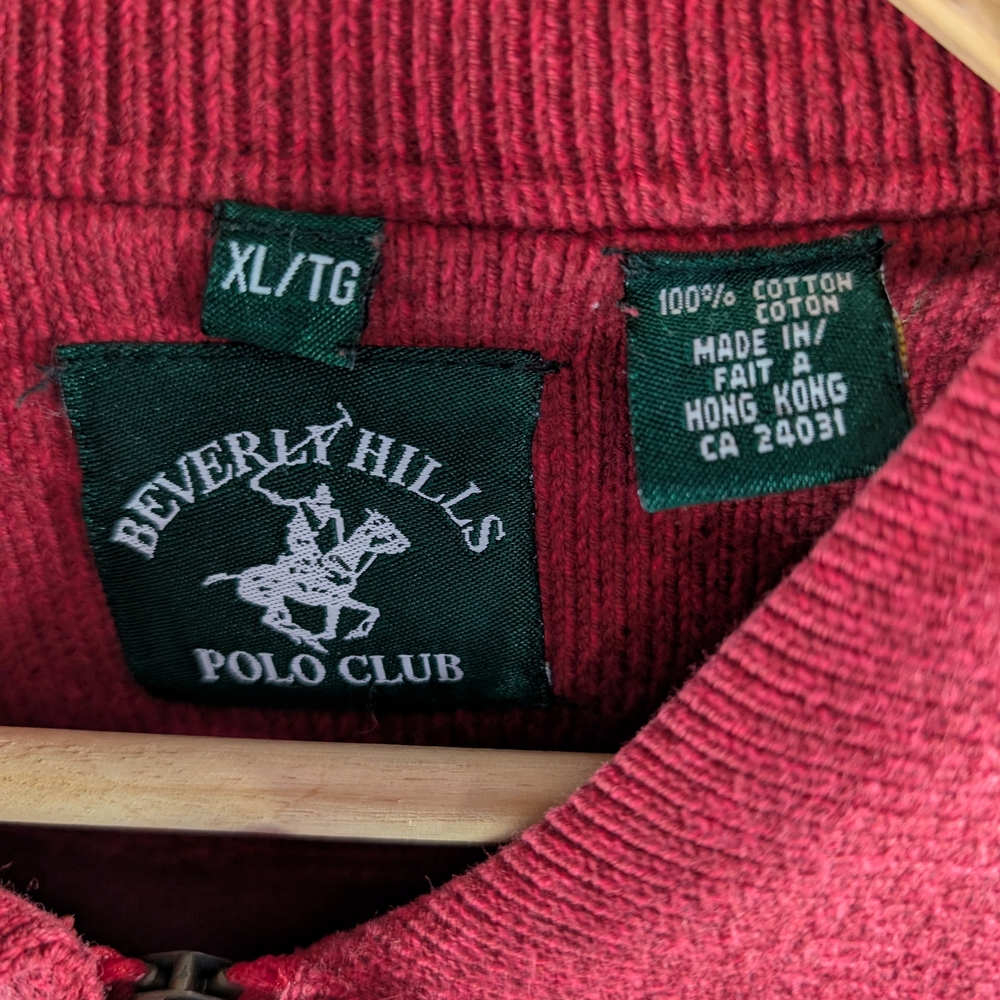 XL/TG
BEVERLY HILLS
POLO CLUB
100% COTTON
COTON
MADE IN/
FAIT A
HONG KONG
CA 24031